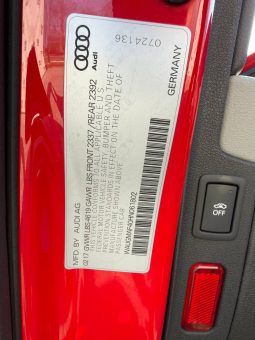 Audi
MFD. BY: AUDI AG
02 17 GVWR LBS 4619 GAWR LBS FRONT 2337 / REAR 2392
THIS VEHICLE CONFORMS TO ALL APPLICABLE U.S.
FEDERAL MOTOR VEHICLE SAFETY, BUMPER AND THEFT
PREVENTION STANDARDS IN EFFECT ON THE DATE OF
MANUFACTURE SHOWN ABOVE
PASSENGER CAR
0724136
GERMANY
OFF